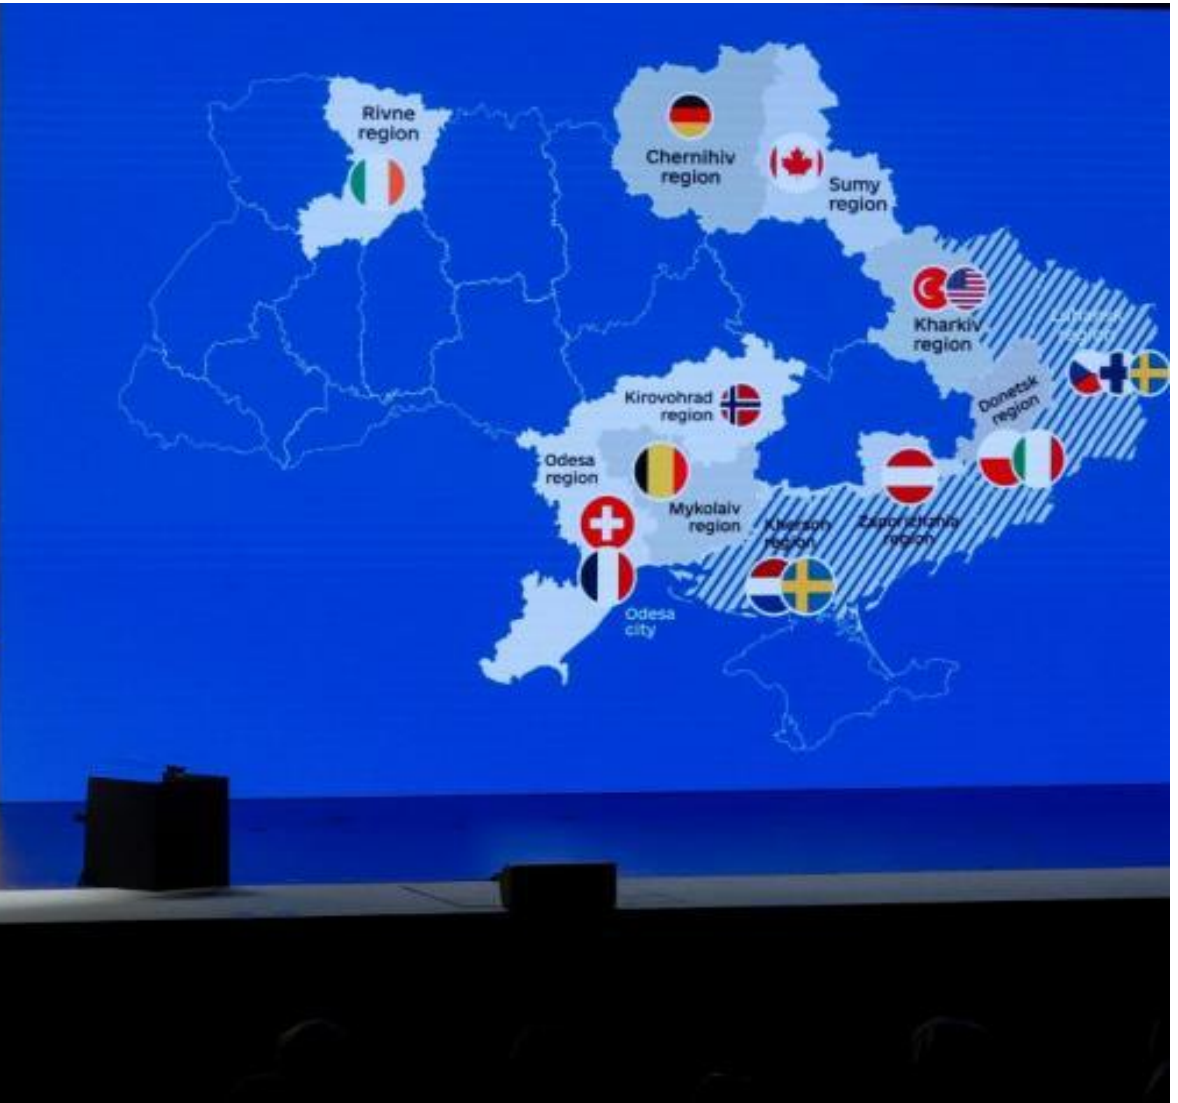 Rivne
region
Chernihiv
region
Sumy
region
Kharkiv
region
Donetsk
region
Kirovohrad
region
Odesa
region
Mykolaiv
region
Kherson
region
Zaporizhzhia
region
Odesa
city